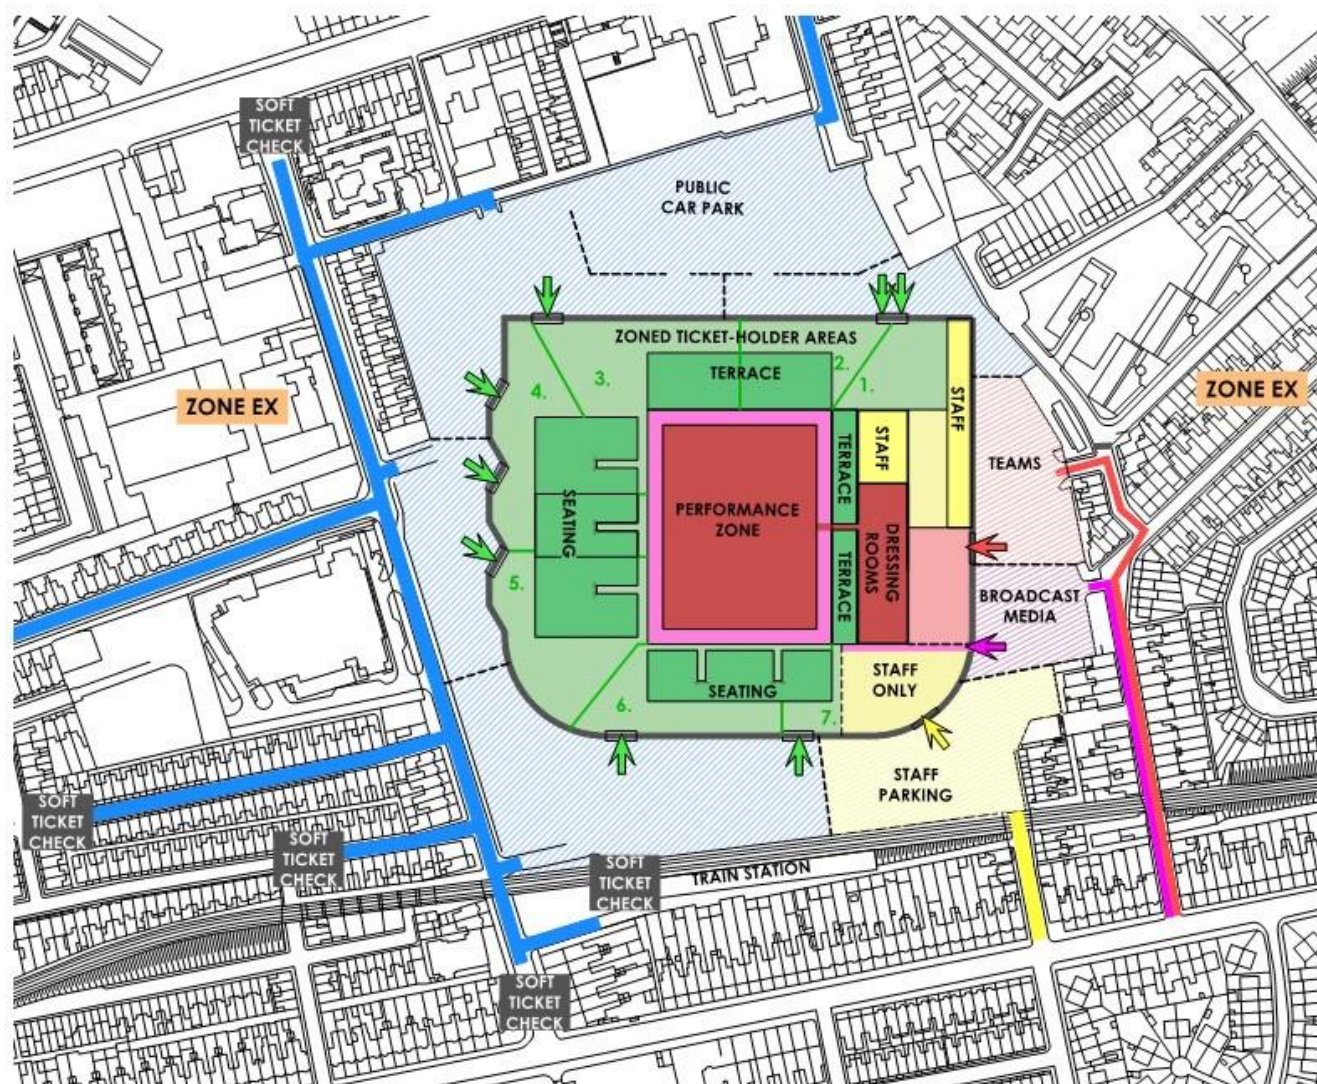 SOFT
TICKET
CHECK
PUBLIC
CAR PARK
ZONE EX
ZONE EX
ZONED TICKET-HOLDER AREAS
TERRACE
3.
4.
2.
1.
STAFF
STAFF
TERRACE
TEAMS
SEATING
PERFORMANCE
ZONE
DRESSING
ROOMS
TERRACE
5.
BROADCAST
MEDIA
STAFF
ONLY
SEATING
6.
7.
STAFF
PARKING
SOFT
TICKET
CHECK
SOFT
TICKET
CHECK
SOFT
TICKET
CHECK
TRAIN STATION
SOFT
TICKET
CHECK